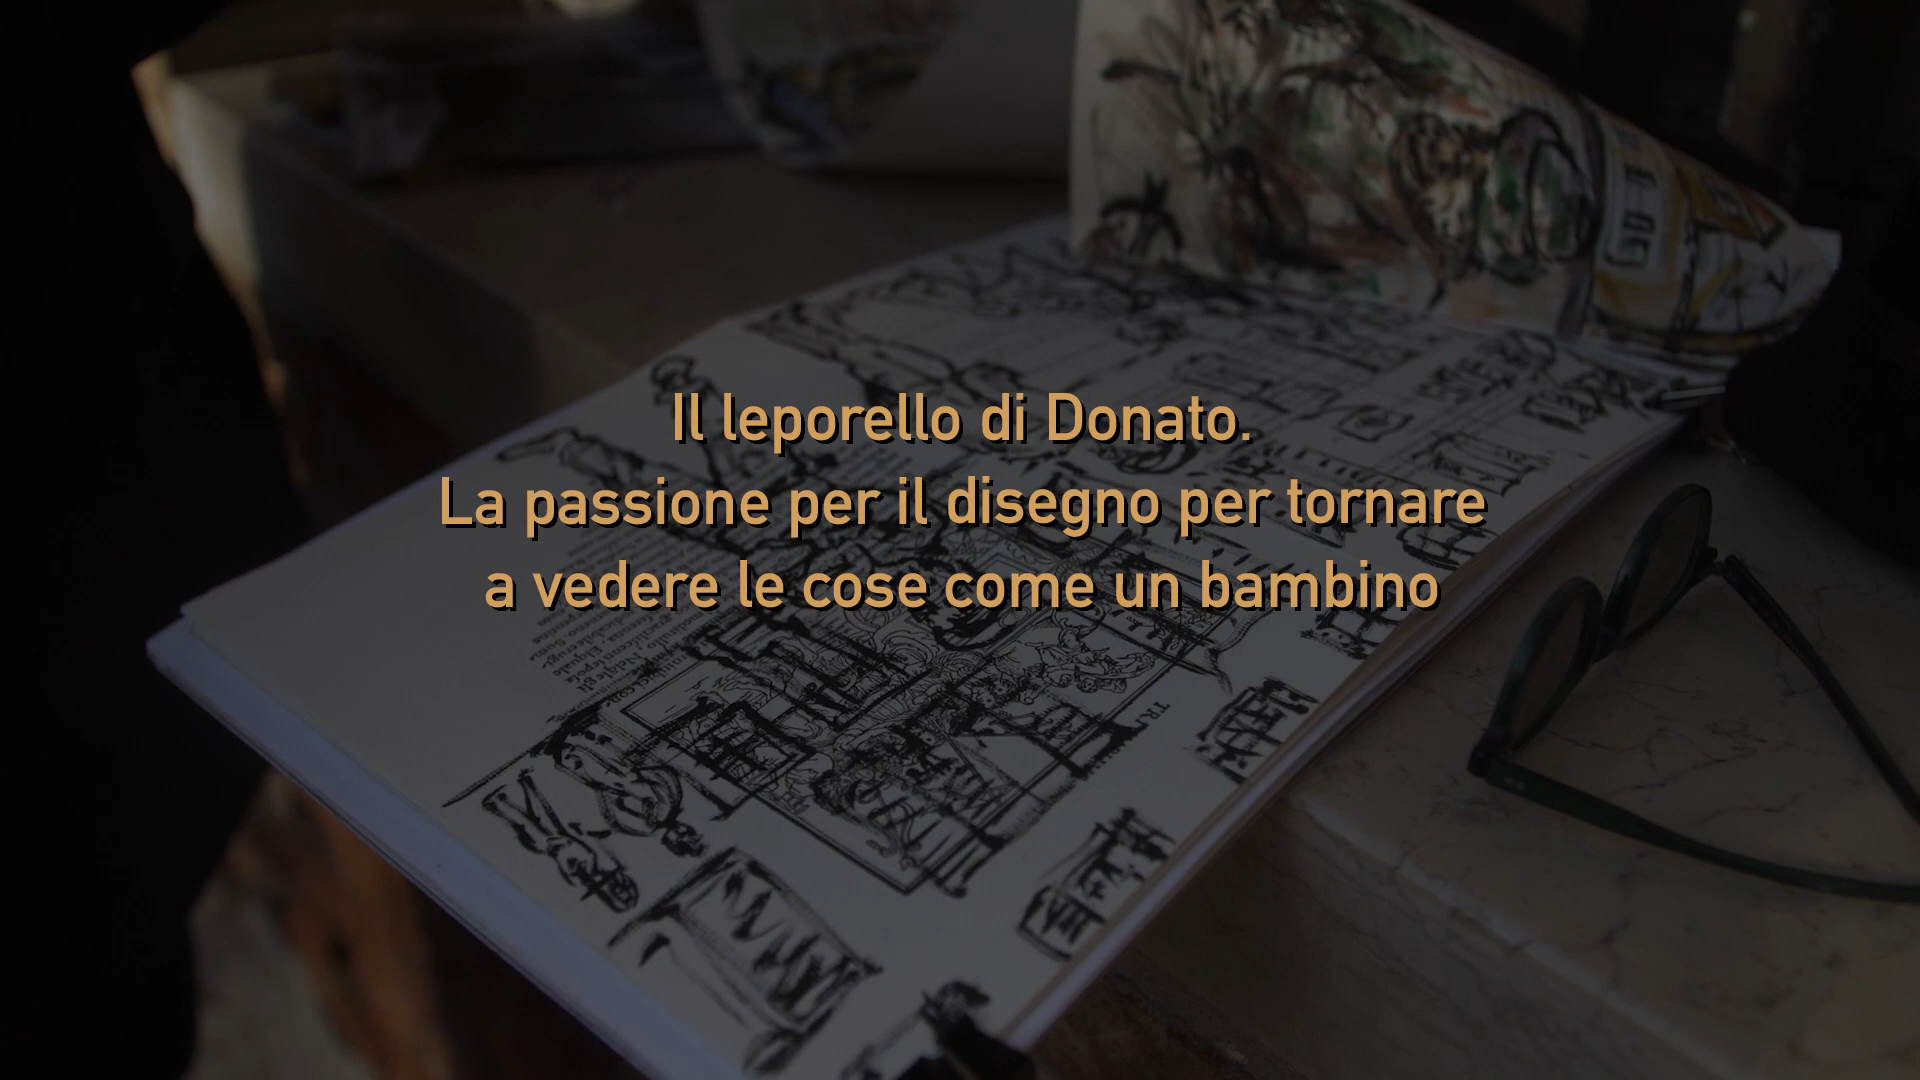 Il leporello di Donato.
La passione per il disegno per tornare
a vedere le cose come un bambino